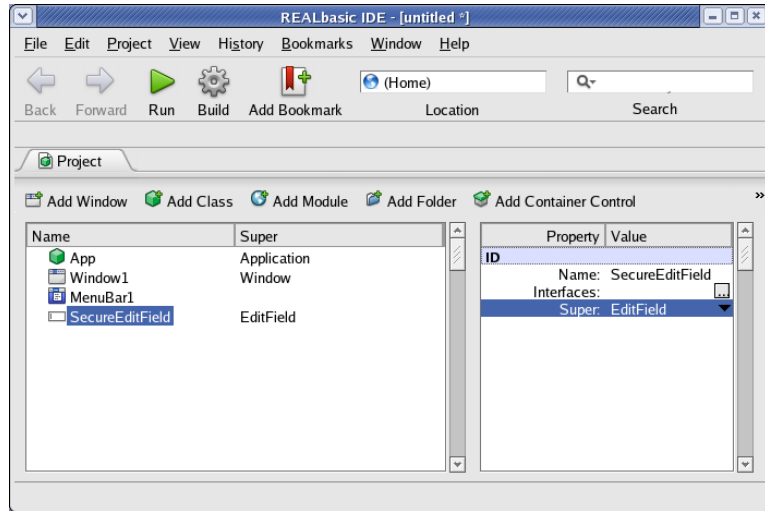 REALbasic IDE - [untitled *]
File Edit Project View History Bookmarks Window Help
(Home)
Back Forward Run Build Add Bookmark Location Search
Project
Add Window Add Class Add Module Add Folder Add Container Control »
Name Super Property Value
App Application ID
Window1 Window Name: SecureEditField
MenuBar1 Interfaces: ...
SecureEditField EditField Super: EditField